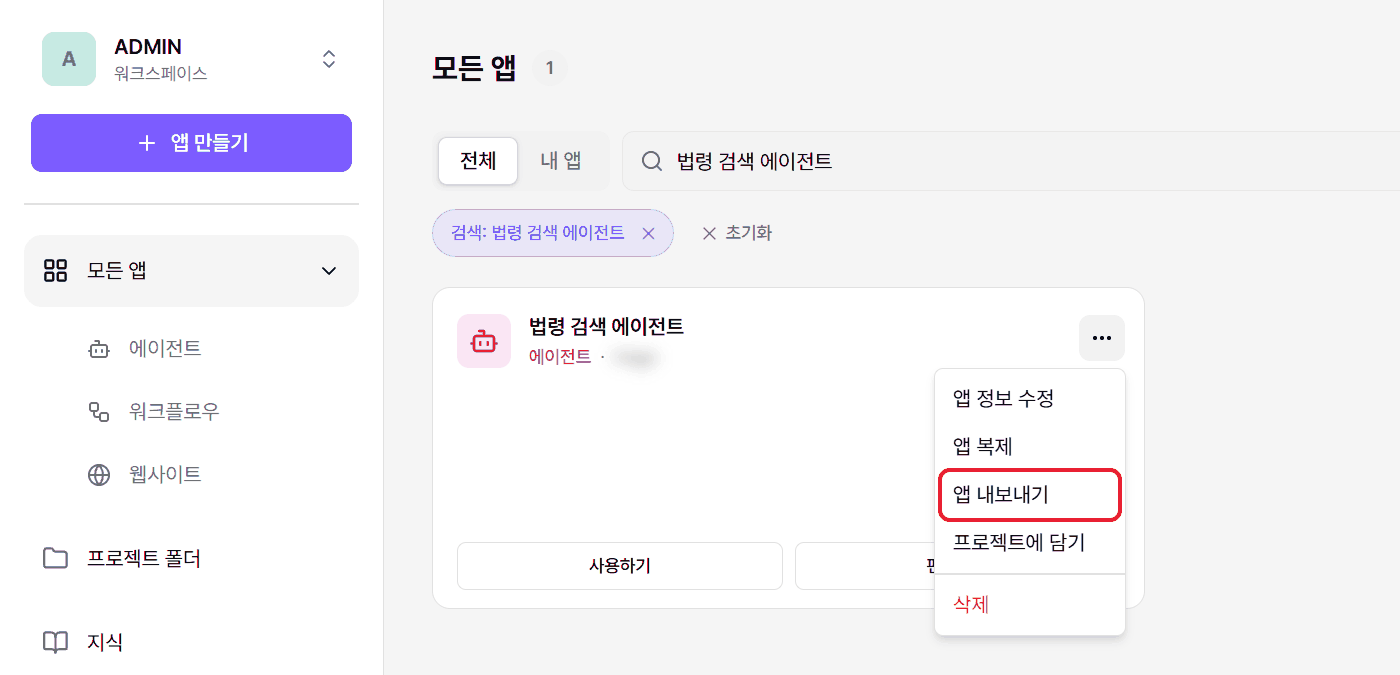 A
ADMIN
워크스페이스
앱 만들기
모든 앱
에이전트
워크플로우
웹사이트
프로젝트 폴더
지식
모든 앱 1
전체
내 앱
법령 검색 에이전트
검색: 법령 검색 에이전트
초기화
법령 검색 에이전트
에이전트 ·
앱 정보 수정
앱 복제
앱 내보내기
프로젝트에 담기
삭제
사용하기